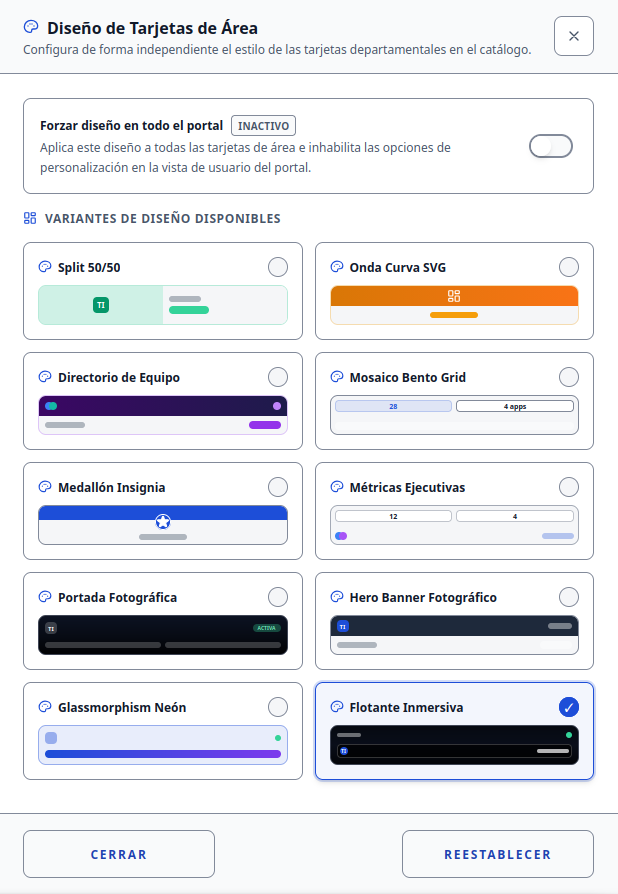 Diseño de Tarjetas de Área
Configura de forma independiente el estilo de las tarjetas departamentales en el catálogo.
Forzar diseño en todo el portal INACTIVO
Aplica este diseño a todas las tarjetas de área e inhabilita las opciones de
personalización en la vista de usuario del portal.
VARIANTES DE DISEÑO DISPONIBLES
Split 50/50
TI
Onda Curva SVG
Directorio de Equipo
Mosaico Bento Grid
28 4 apps
Medallón Insignia
Métricas Ejecutivas
12 4
Portada Fotográfica
TI ACTIVA
Hero Banner Fotográfico
TI
Glassmorphism Neón
Flotante Inmersiva
TI
CERRAR REESTABLECER